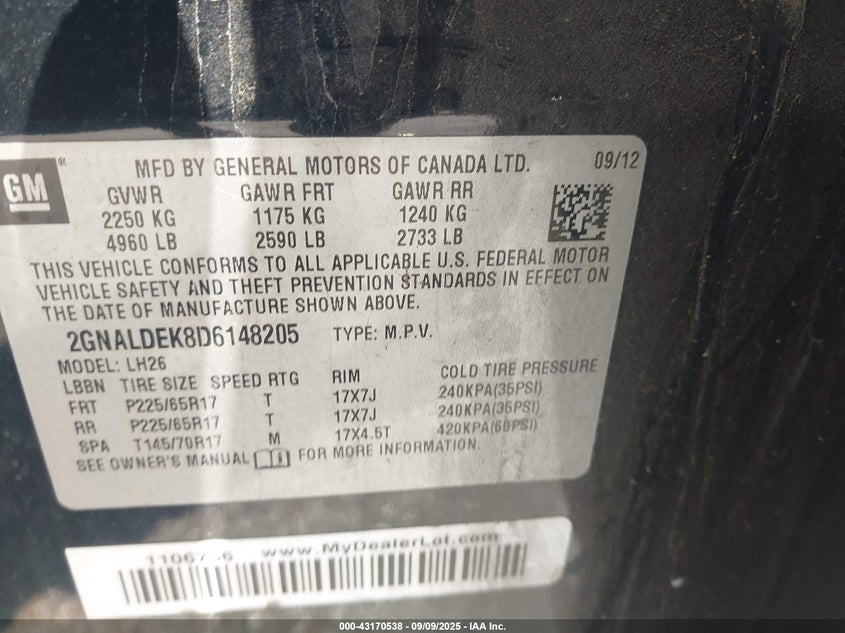 GM
MFD BY GENERAL MOTORS OF CANADA LTD. 09/12
GVWR GAWR FRT GAWR RR
2250 KG 1175 KG 1240 KG
4960 LB 2590 LB 2733 LB
THIS VEHICLE CONFORMS TO ALL APPLICABLE U.S. FEDERAL MOTOR
VEHICLE SAFETY AND THEFT PREVENTION STANDARDS IN EFFECT ON
THE DATE OF MANUFACTURE SHOWN ABOVE.
2GNALDEK8D6148205 TYPE: M.P.V.
MODEL: LH26
LBBN TIRE SIZE SPEED RTG RIM COLD TIRE PRESSURE
FRT P225/65R17 T 17X7J 240KPA(35PSI)
RR P225/65R17 T 17X7J 240KPA(35PSI)
SPA T145/70R17 M 17X4.5T 420KPA(60PSI)
SEE OWNER'S MANUAL FOR MORE INFORMATION.
www.MyDealerLot.com
000-43170538 - 09/09/2025 - IAA Inc.